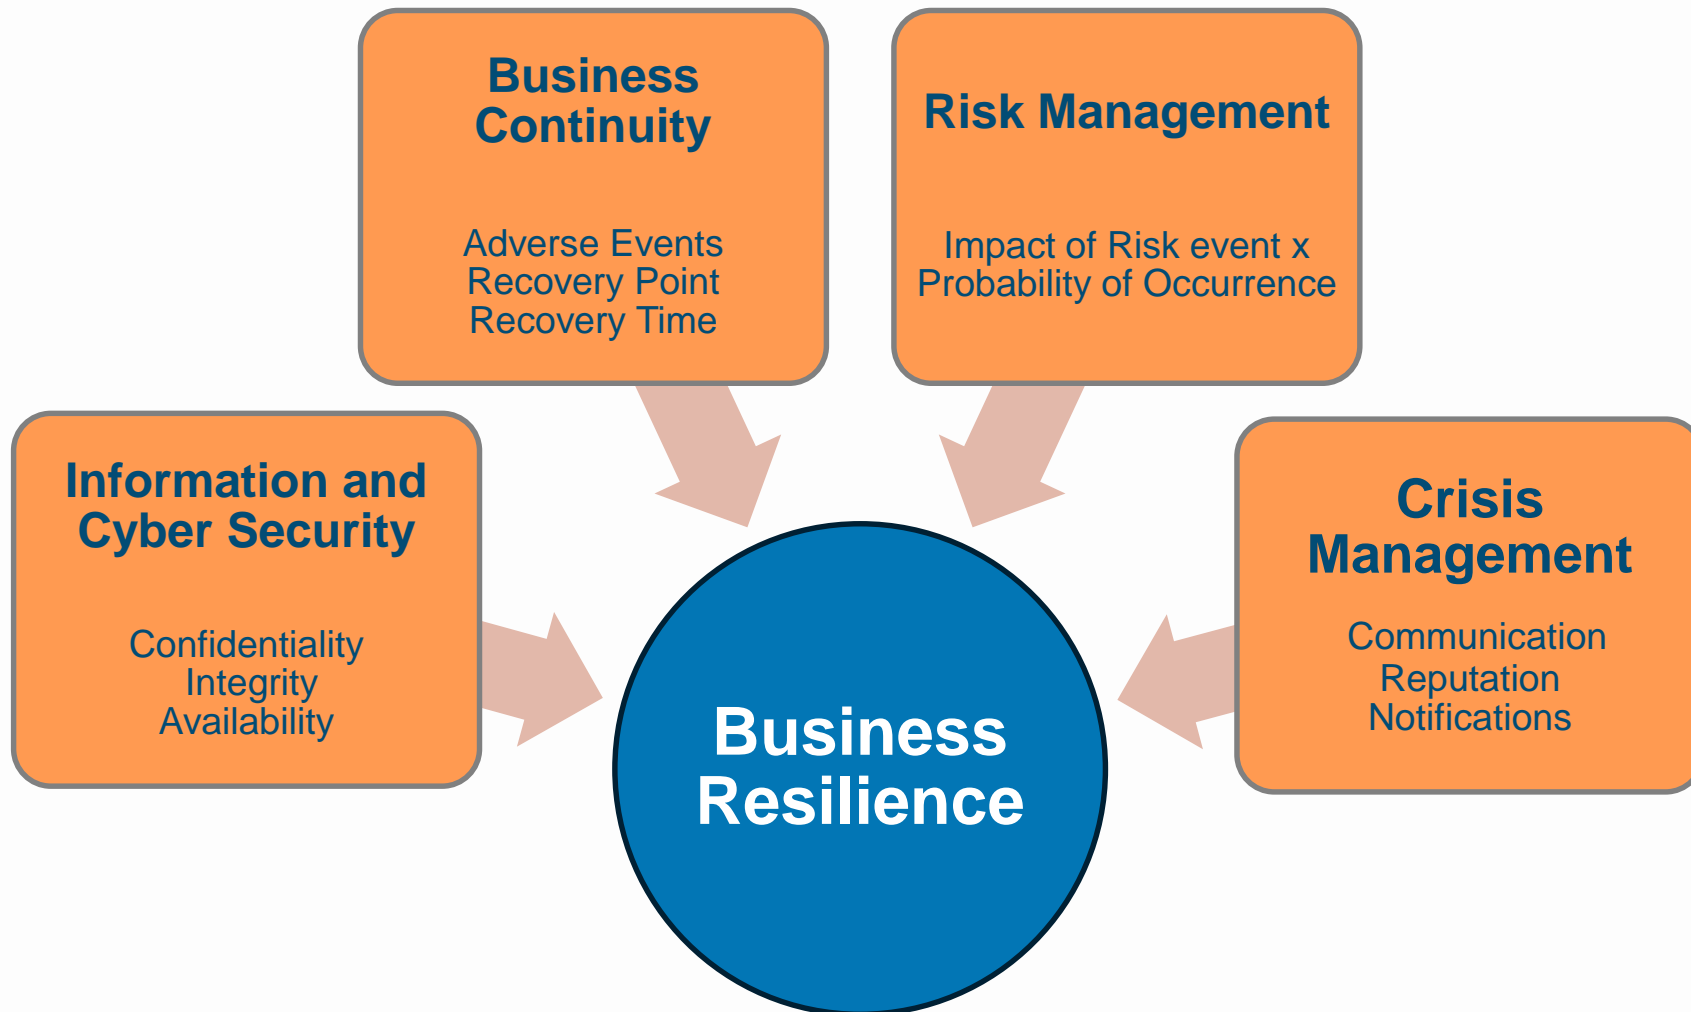 Business
Continuity
Adverse Events
Recovery Point
Recovery Time
Risk Management
Impact of Risk event x
Probability of Occurrence
Information and
Cyber Security
Confidentiality
Integrity
Availability
Crisis
Management
Communication
Reputation
Notifications
Business
Resilience